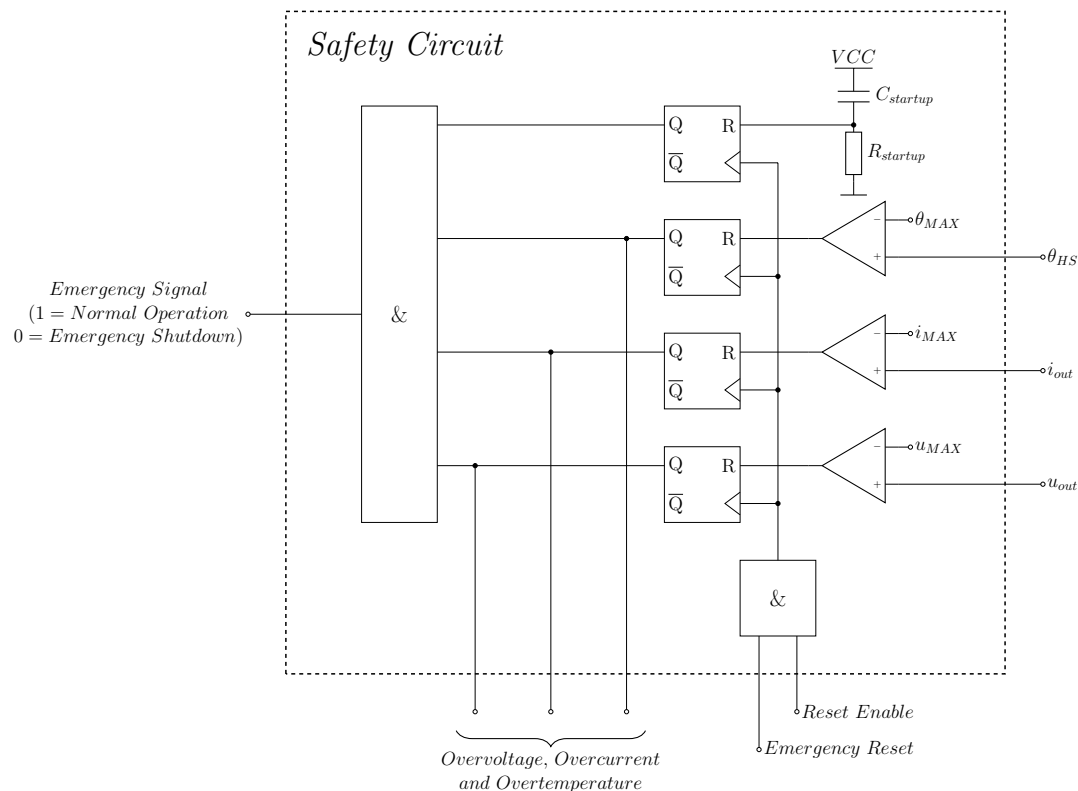 Safety Circuit
VCC
C_startup
R_startup
Q R
Q̅
θ_MAX
θ_HS
Q R
Q̅
Emergency Signal
(1 = Normal Operation
0 = Emergency Shutdown)
&
i_MAX
i_out
Q R
Q̅
u_MAX
u_out
Q R
Q̅
&
Reset Enable
Emergency Reset
Overvoltage, Overcurrent
and Overtemperature